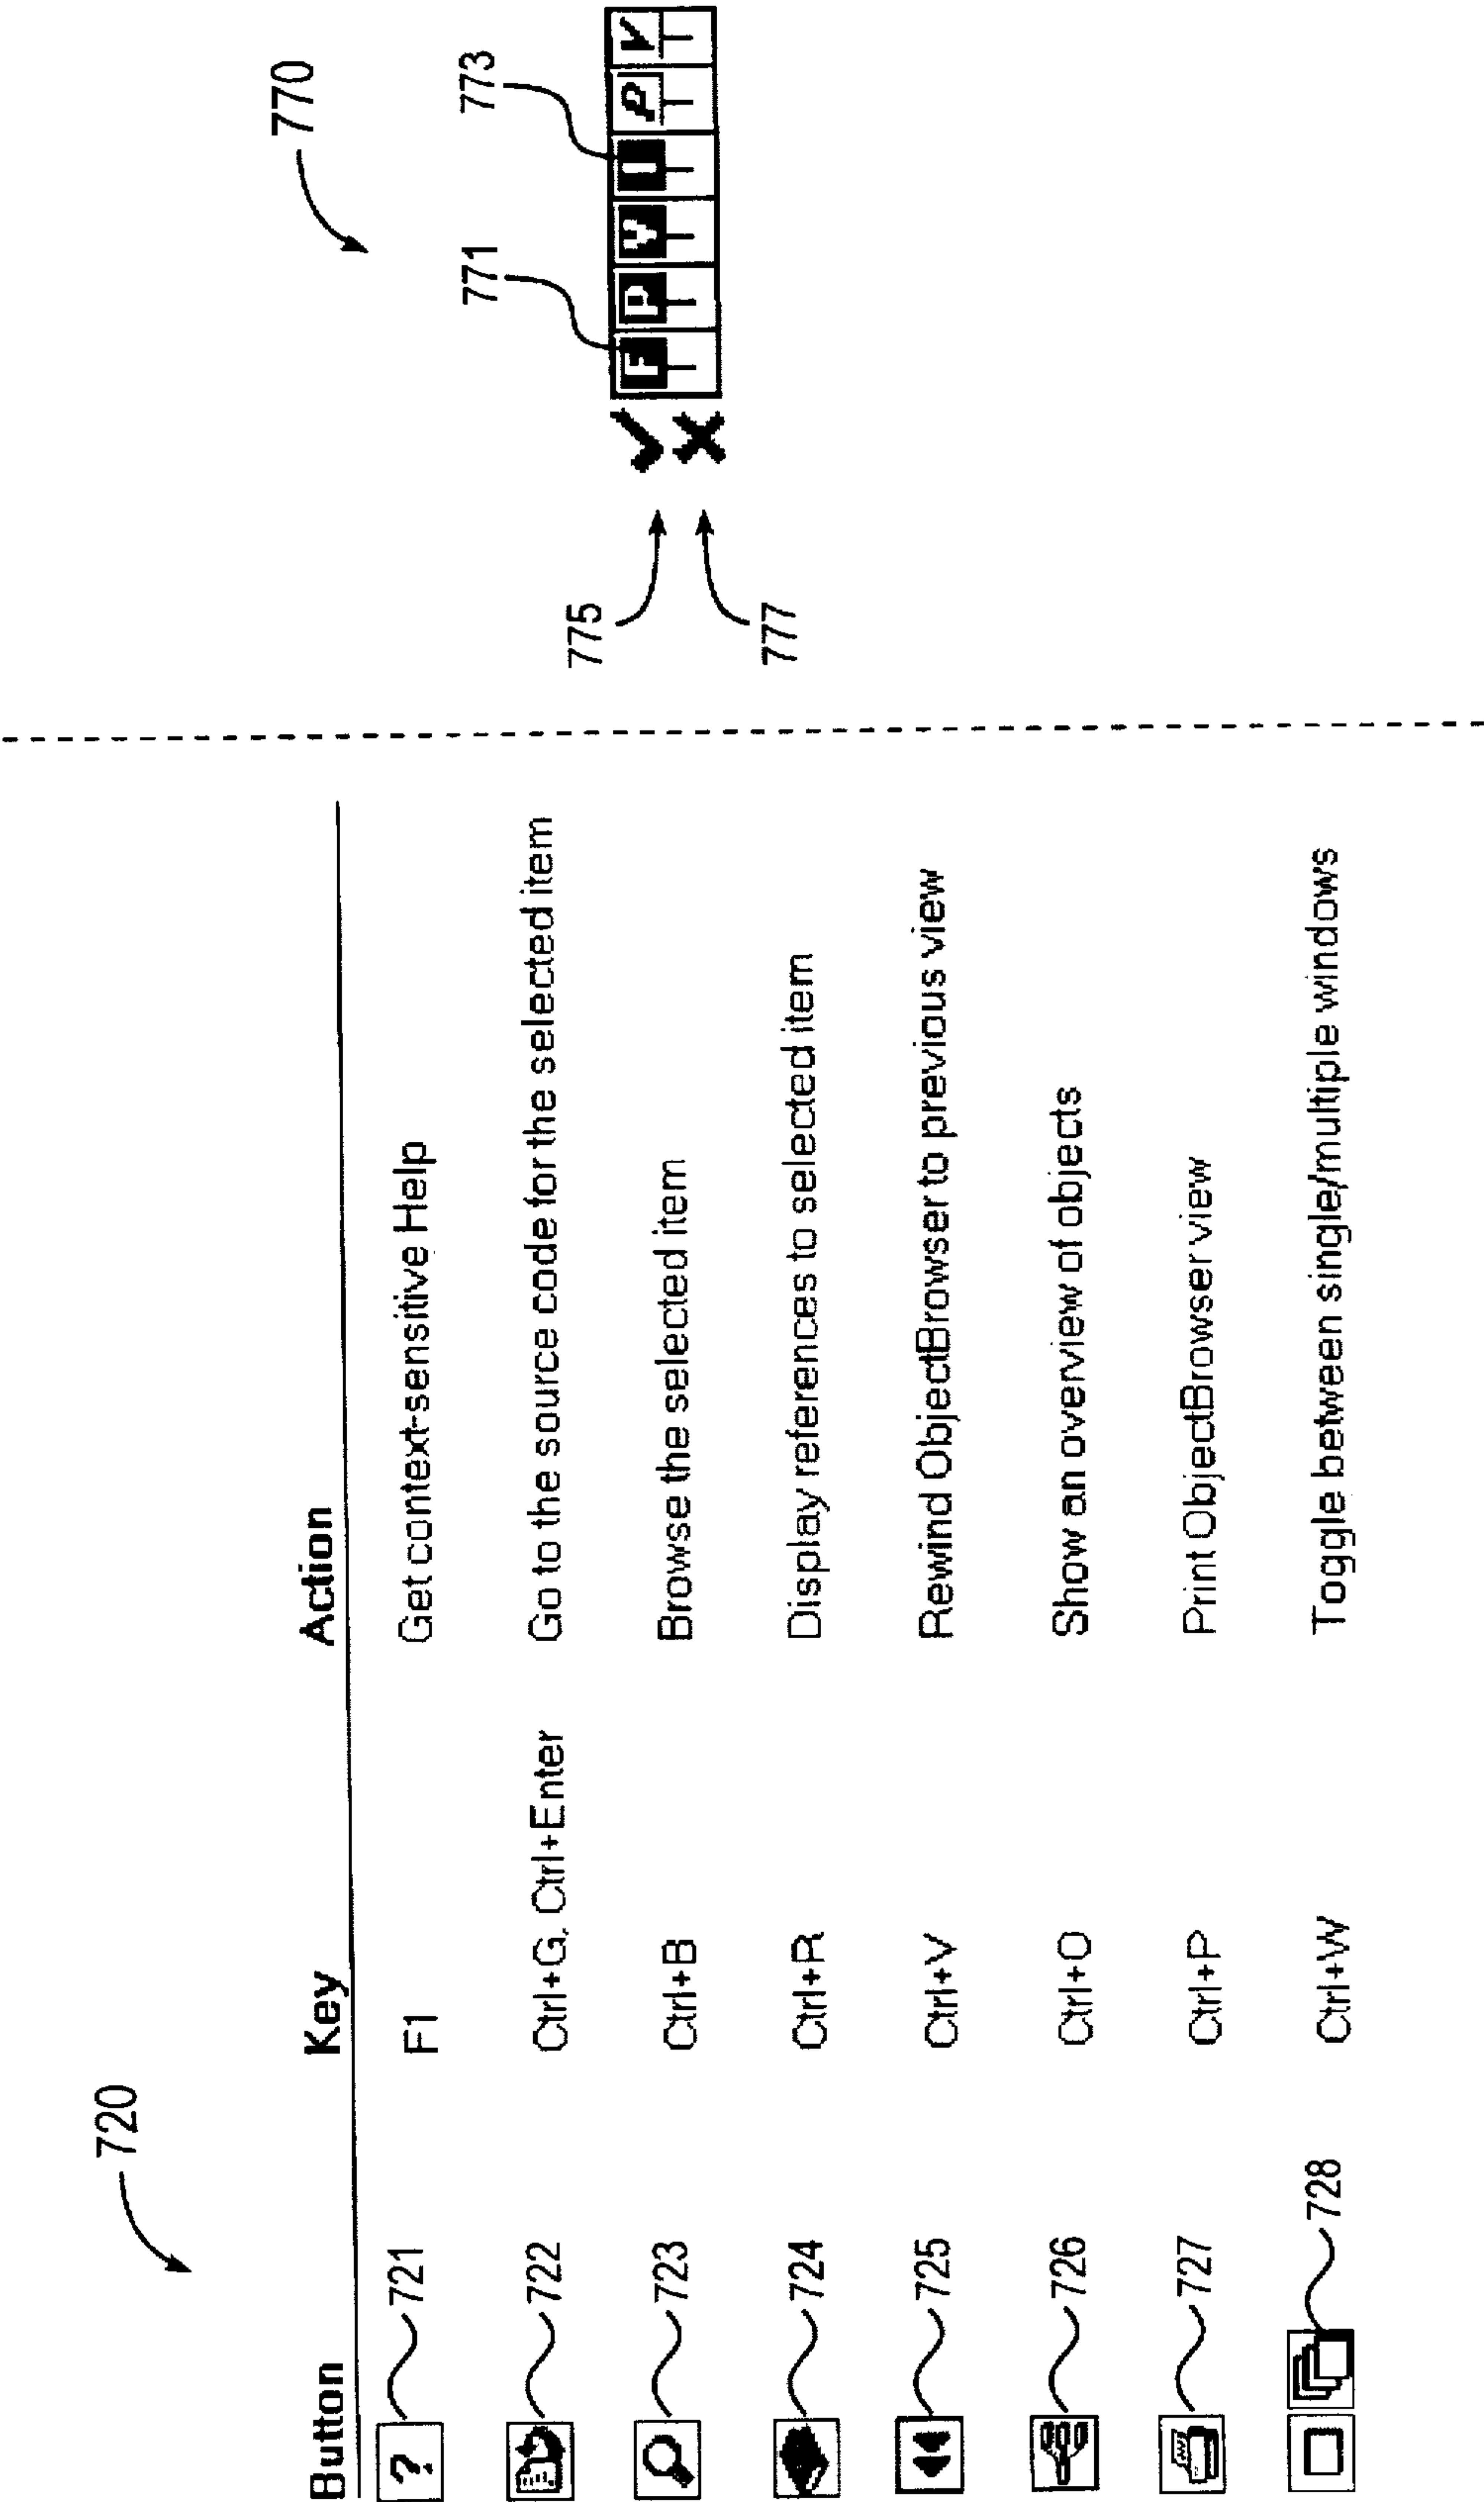 720
Button Key Action
? 721 F1 Get context-sensitive Help
722 Ctrl+G, Ctrl+Enter Go to the source code for the selected item
723 Ctrl+B Browse the selected item
724 Ctrl+R Display references to selected item
725 Ctrl+V Rewind ObjectBrowser to previous view
726 Ctrl+O Show an overview of objects
727 Ctrl+P Print ObjectBrowser view
728 Ctrl+W Toggle between single/multiple windows
770
771 773
F D V I P V
775
777